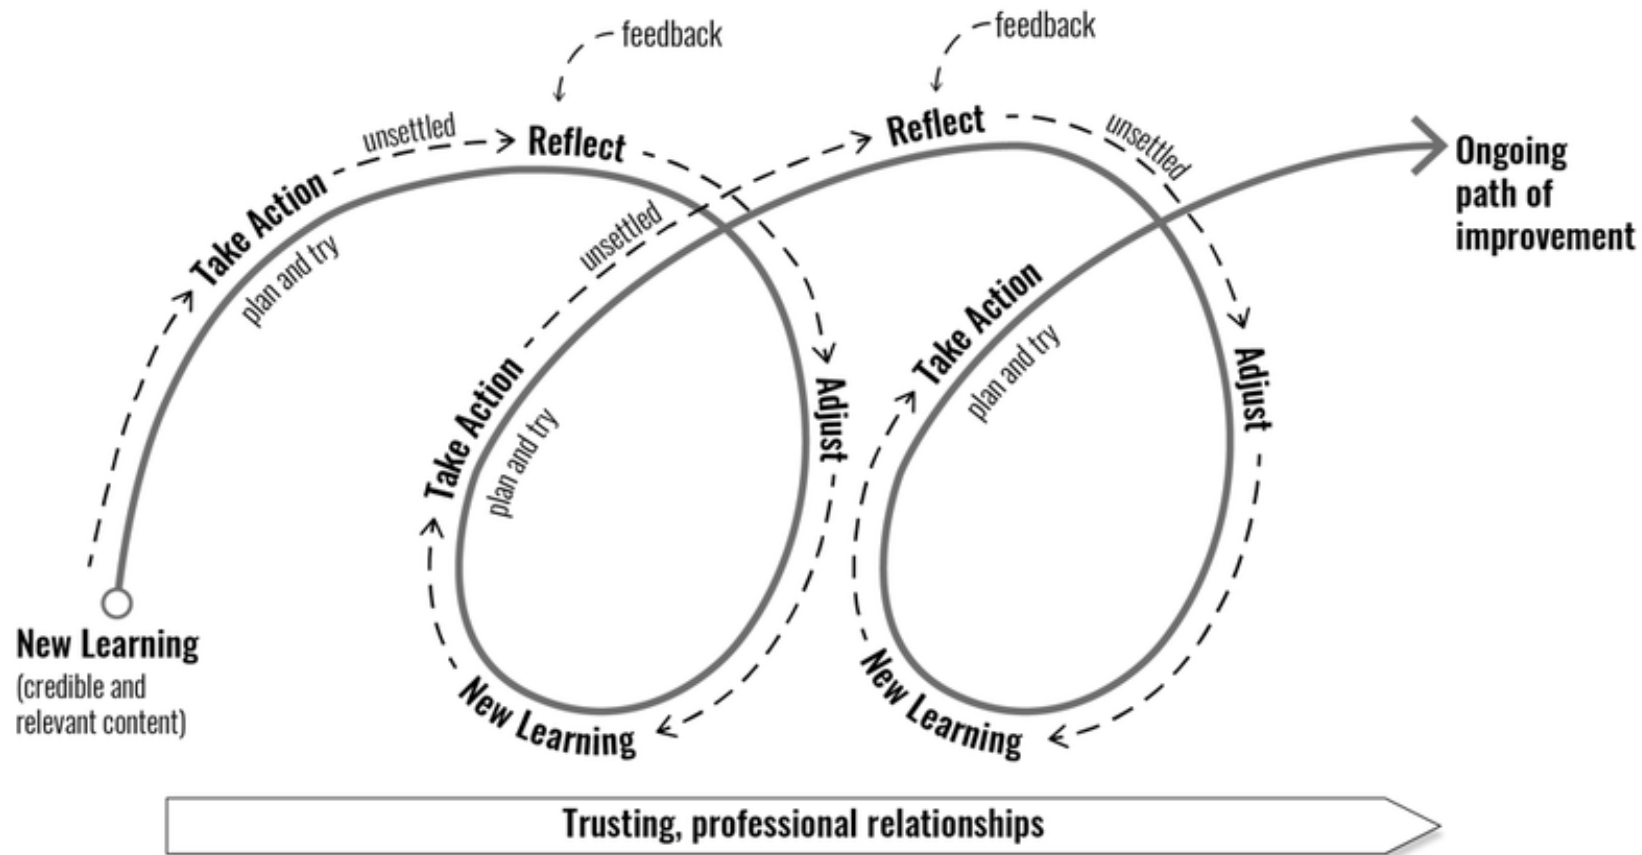 New Learning
(credible and
relevant content)
Take Action
plan and try
unsettled
feedback
Reflect
Adjust
New Learning
Take Action
plan and try
unsettled
feedback
Reflect
unsettled
Adjust
New Learning
Take Action
plan and try
Ongoing
path of
improvement
Trusting, professional relationships